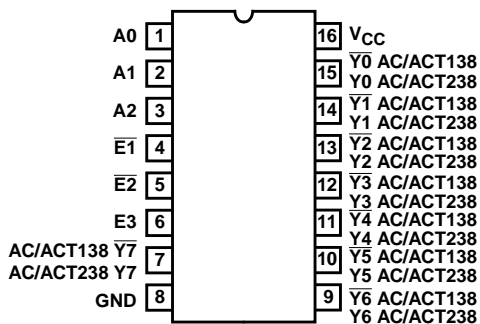 A0 1
A1 2
A2 3
E1̅ 4
E2̅ 5
E3 6
AC/ACT138 Y7̅ 7
AC/ACT238 Y7
GND 8
16 VCC
15 Y0̅ AC/ACT138
Y0 AC/ACT238
14 Y1̅ AC/ACT138
Y1 AC/ACT238
13 Y2̅ AC/ACT138
Y2 AC/ACT238
12 Y3̅ AC/ACT138
Y3 AC/ACT238
11 Y4̅ AC/ACT138
Y4 AC/ACT238
10 Y5̅ AC/ACT138
Y5 AC/ACT238
9 Y6̅ AC/ACT138
Y6 AC/ACT238